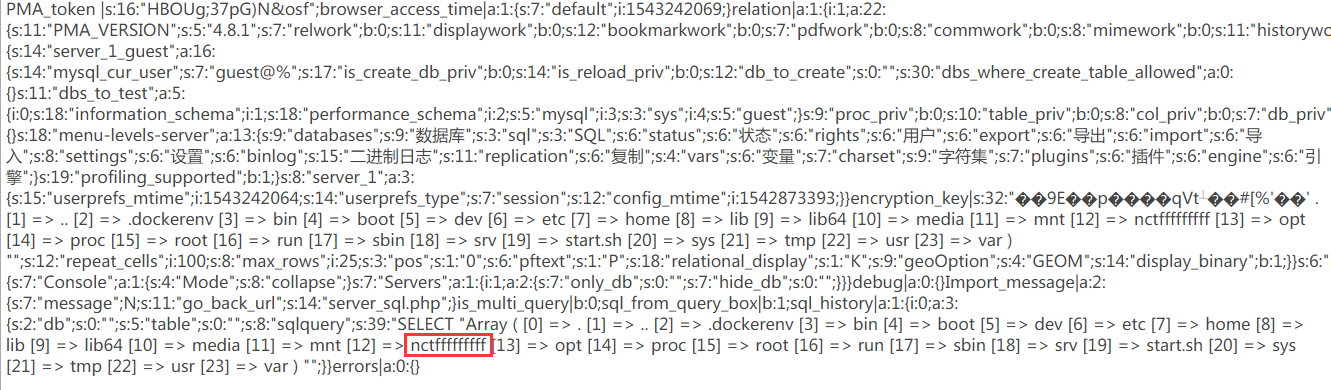 PMA_token |s:16:"HBOUg;37pG)N&osf";browser_access_time|a:1:{s:7:"default";i:1543242069;}relation|a:1:{i:1;a:22:
{s:11:"PMA_VERSION";s:5:"4.8.1";s:7:"relwork";b:0;s:11:"displaywork";b:0;s:12:"bookmarkwork";b:0;s:7:"pdfwork";b:0;s:8:"commwork";b:0;s:8:"mimework";b:0;s:11:"historywo
{s:14:"server_1_guest";a:16:
{s:14:"mysql_cur_user";s:7:"guest@%";s:17:"is_create_db_priv";b:0;s:14:"is_reload_priv";b:0;s:12:"db_to_create";s:0:"";s:30:"dbs_where_create_table_allowed";a:0:
{}s:11:"dbs_to_test";a:5:
{i:0;s:18:"information_schema";i:1;s:18:"performance_schema";i:2;s:5:"mysql";i:3;s:3:"sys";i:4;s:5:"guest";}s:9:"proc_priv";b:0;s:10:"table_priv";b:0;s:8:"col_priv";b:0;s:7:"db_priv"
{}s:18:"menu-levels-server";a:13:{s:9:"databases";s:9:"数据库";s:3:"sql";s:3:"SQL";s:6:"status";s:6:"状态";s:6:"rights";s:6:"用户";s:6:"export";s:6:"导出";s:6:"import";s:6:"导
入";s:8:"settings";s:6:"设置";s:6:"binlog";s:15:"二进制日志";s:11:"replication";s:6:"复制";s:4:"vars";s:6:"变量";s:7:"charset";s:9:"字符集";s:7:"plugins";s:6:"插件";s:6:"engine";s:6:"引
擎";}s:19:"profiling_supported";b:1;}s:8:"server_1";a:3:
{s:15:"userprefs_mtime";i:1543242064;s:14:"userprefs_type";s:7:"session";s:12:"config_mtime";i:1542873393;}}encryption_key|s:32:"��9E��p����qVt┘��#[%'��' .
[1] => .. [2] => .dockerenv [3] => bin [4] => boot [5] => dev [6] => etc [7] => home [8] => lib [9] => lib64 [10] => media [11] => mnt [12] => nctfffffffff [13] => opt
[14] => proc [15] => root [16] => run [17] => sbin [18] => srv [19] => start.sh [20] => sys [21] => tmp [22] => usr [23] => var )
"";s:12:"repeat_cells";i:100;s:8:"max_rows";i:25;s:3:"pos";s:1:"0";s:6:"pftext";s:1:"P";s:18:"relational_display";s:1:"K";s:9:"geoOption";s:4:"GEOM";s:14:"display_binary";b:1;}}s:6:"
{s:7:"Console";a:1:{s:4:"Mode";s:8:"collapse";}s:7:"Servers";a:1:{i:1;a:2:{s:7:"only_db";s:0:"";s:7:"hide_db";s:0:"";}}}debug|a:0:{}Import_message|a:2:
{s:7:"message";N;s:11:"go_back_url";s:14:"server_sql.php";}is_multi_query|b:0;sql_from_query_box|b:1;sql_history|a:1:{i:0;a:3:
{s:2:"db";s:0:"";s:5:"table";s:0:"";s:8:"sqlquery";s:39:"SELECT "Array ( [0] => . [1] => .. [2] => .dockerenv [3] => bin [4] => boot [5] => dev [6] => etc [7] => home [8] =>
lib [9] => lib64 [10] => media [11] => mnt [12] => nctfffffffff [13] => opt [14] => proc [15] => root [16] => run [17] => sbin [18] => srv [19] => start.sh [20] => sys
[21] => tmp [22] => usr [23] => var ) "";}}errors|a:0:{}